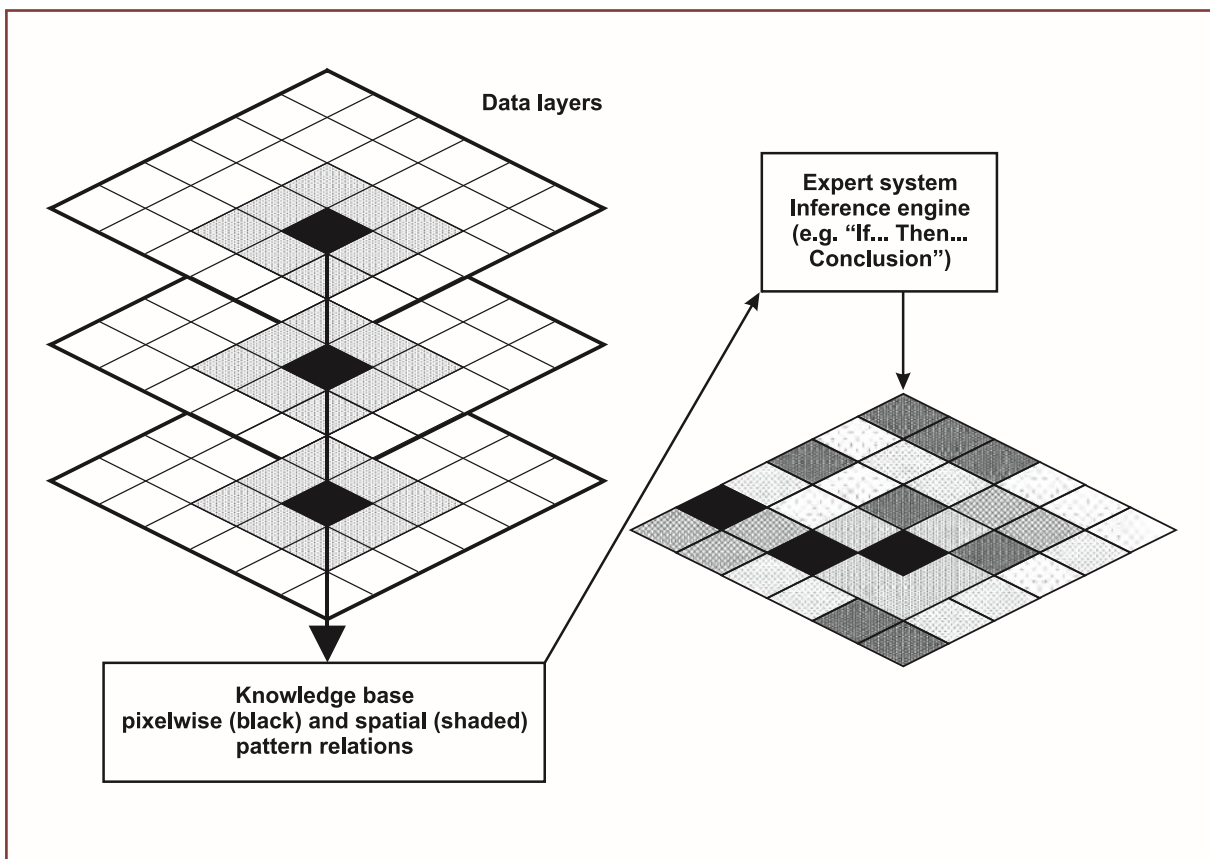 Data layers
Expert system
Inference engine
(e.g. “If... Then...
Conclusion”)
Knowledge base
pixelwise (black) and spatial (shaded)
pattern relations